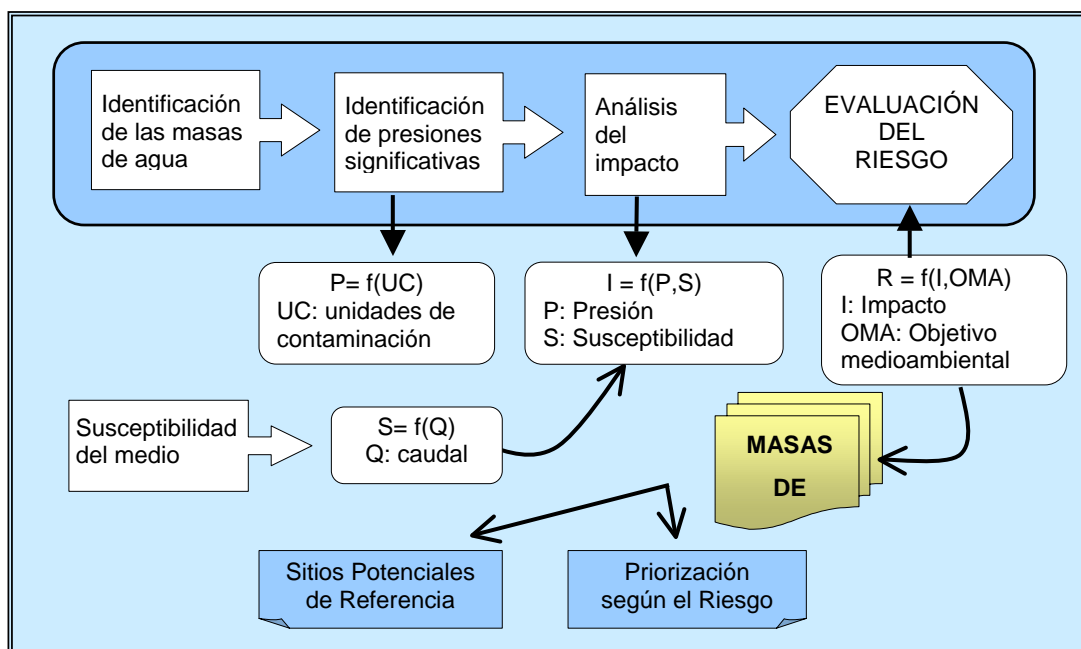 Identificación
de las masas
de agua
Identificación
de presiones
significativas
Análisis
del
impacto
EVALUACIÓN
DEL
RIESGO
P= f(UC)
UC: unidades de
contaminación
I = f(P,S)
P: Presión
S: Susceptibilidad
R = f(I,OMA)
I: Impacto
OMA: Objetivo
medioambiental
Susceptibilidad
del medio
S= f(Q)
Q: caudal
MASAS
DE
Sitios Potenciales
de Referencia
Priorización
según el Riesgo